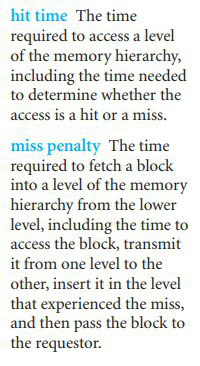 hit time The time
required to access a level
of the memory hierarchy,
including the time needed
to determine whether the
access is a hit or a miss.
miss penalty The time
required to fetch a block
into a level of the memory
hierarchy from the lower
level, including the time to
access the block, transmit
it from one level to the
other, insert it in the level
that experienced the miss,
and then pass the block to
the requestor.